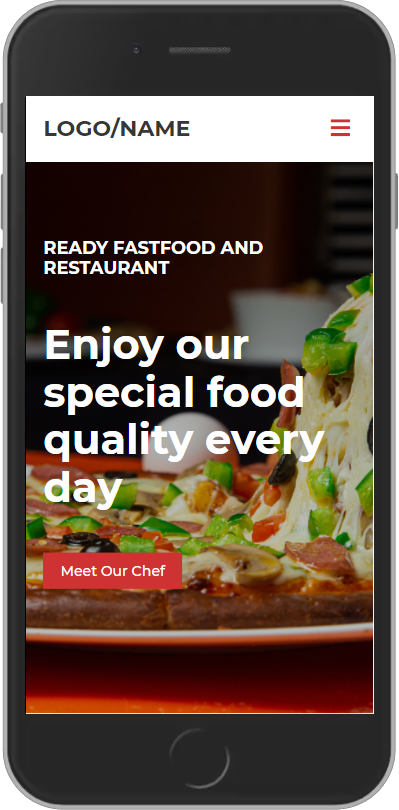 LOGO/NAME
READY FASTFOOD AND
RESTAURANT
Enjoy our
special food
quality every
day
Meet Our Chef